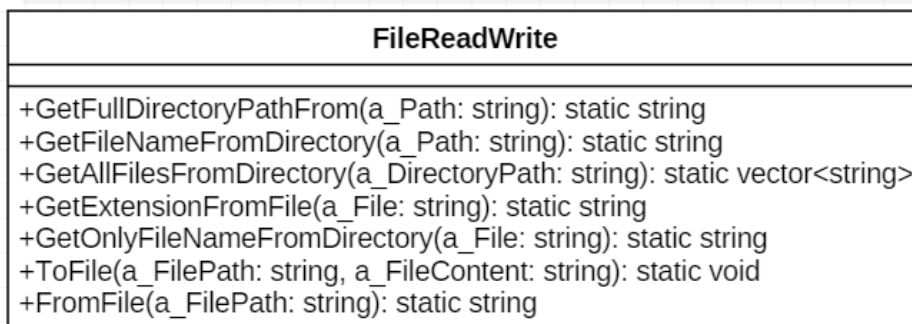 FileReadWrite
+GetFullDirectoryPathFrom(a_Path: string): static string
+GetFileNameFromDirectory(a_Path: string): static string
+GetAllFilesFromDirectory(a_DirectoryPath: string): static vector<string>
+GetExtensionFromFile(a_File: string): static string
+GetOnlyFileNameFromDirectory(a_File: string): static string
+ToFile(a_FilePath: string, a_FileContent: string): static void
+FromFile(a_FilePath: string): static string